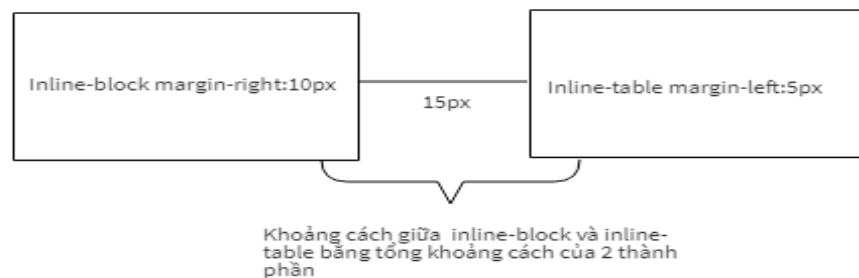 Inline-block margin-right:10px
15px
Inline-table margin-left:5px
Khoảng cách giữa inline-block và inline-
table bằng tổng khoảng cách của 2 thành
phần